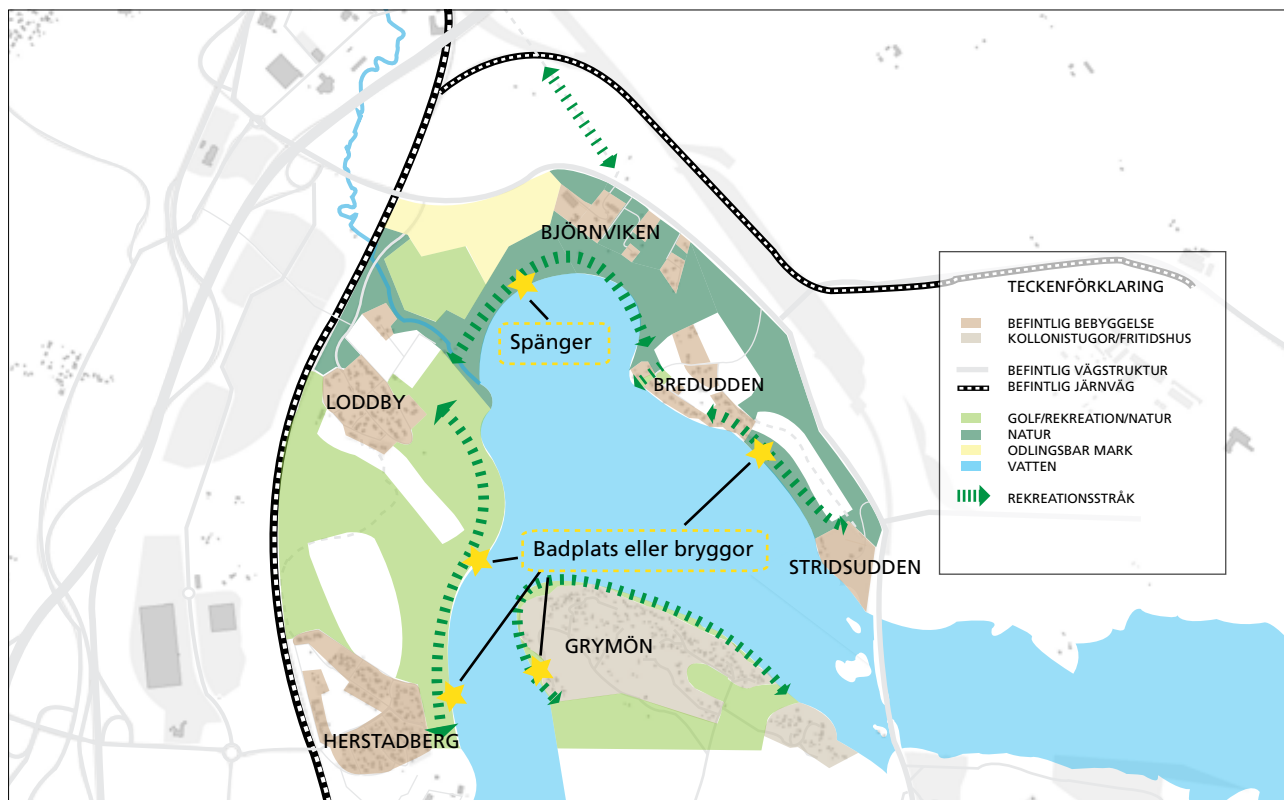 BJÖRNVIKEN
Spänger
BREDUDDEN
LODDBY
Badplats eller bryggor
STRIDSUDDEN
GRYMÖN
HERSTADBERG
TECKENFÖRKLARING
BEFINTLIG BEBYGGELSE
KOLLONISTUGOR/FRITIDSHUS
BEFINTLIG VÄGSTRUKTUR
BEFINTLIG JÄRNVÄG
GOLF/REKREATION/NATUR
NATUR
ODLINGSBAR MARK
VATTEN
REKREATIONSSTRÅK